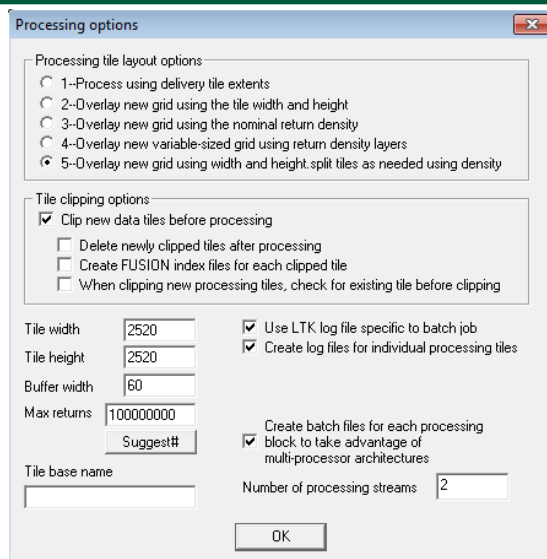 Processing options
Processing tile layout options
1--Process using delivery tile extents
2--Overlay new grid using the tile width and height
3--Overlay new grid using the nominal return density
4--Overlay new variable-sized grid using return density layers
5--Overlay new grid using width and height.split tiles as needed using density
Tile clipping options
Clip new data tiles before processing
Delete newly clipped tiles after processing
Create FUSION index files for each clipped tile
When clipping new processing tiles, check for existing tile before clipping
Tile width 2520
Use LTK log file specific to batch job
Tile height 2520
Create log files for individual processing tiles
Buffer width 60
Max returns 100000000
Suggest#
Create batch files for each processing
block to take advantage of
multi-processor architectures
Tile base name
Number of processing streams 2
OK